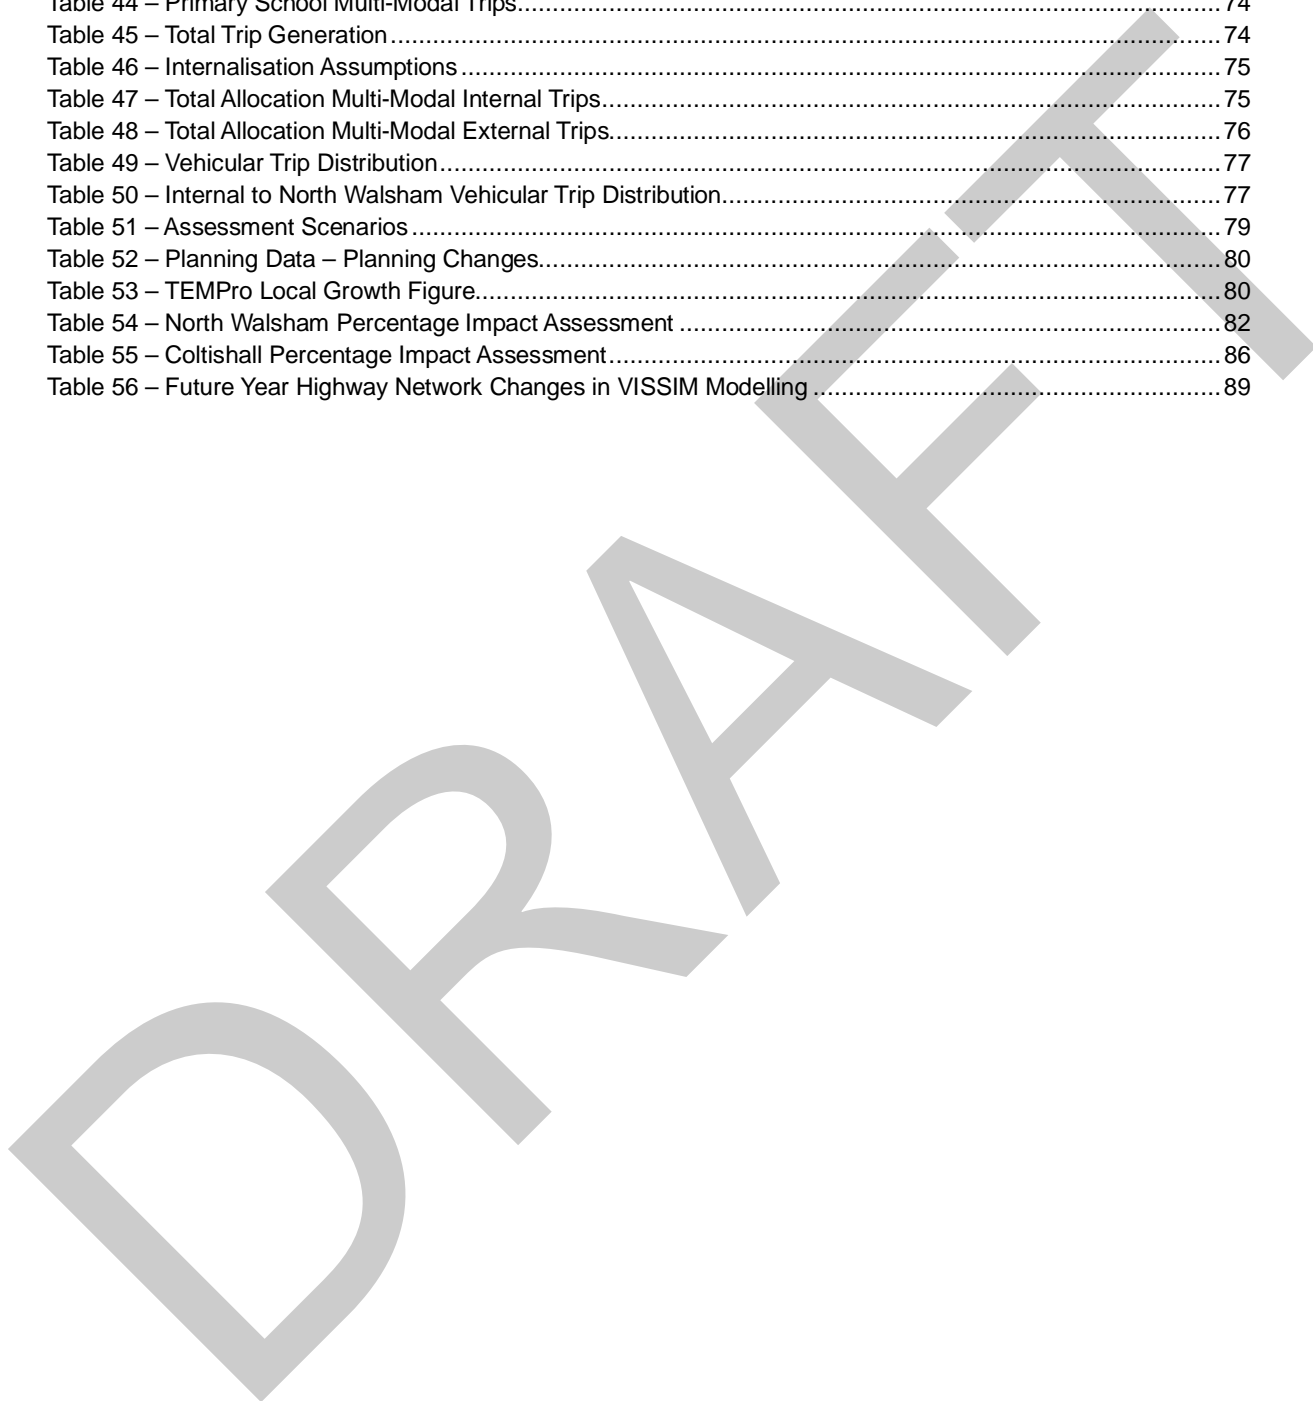 Table 44 – Primary School Multi-Modal Trips........................................................................................................74
Table 45 – Total Trip Generation........................................................................................................................74
Table 46 – Internalisation Assumptions..............................................................................................................75
Table 47 – Total Allocation Multi-Modal Internal Trips.........................................................................................75
Table 48 – Total Allocation Multi-Modal External Trips........................................................................................76
Table 49 – Vehicular Trip Distribution.................................................................................................................77
Table 50 – Internal to North Walsham Vehicular Trip Distribution.......................................................................77
Table 51 – Assessment Scenarios.....................................................................................................................79
Table 52 – Planning Data – Planning Changes..................................................................................................80
Table 53 – TEMPro Local Growth Figure...........................................................................................................80
Table 54 – North Walsham Percentage Impact Assessment..............................................................................82
Table 55 – Coltishall Percentage Impact Assessment........................................................................................86
Table 56 – Future Year Highway Network Changes in VISSIM Modelling..........................................................89
DRAFT